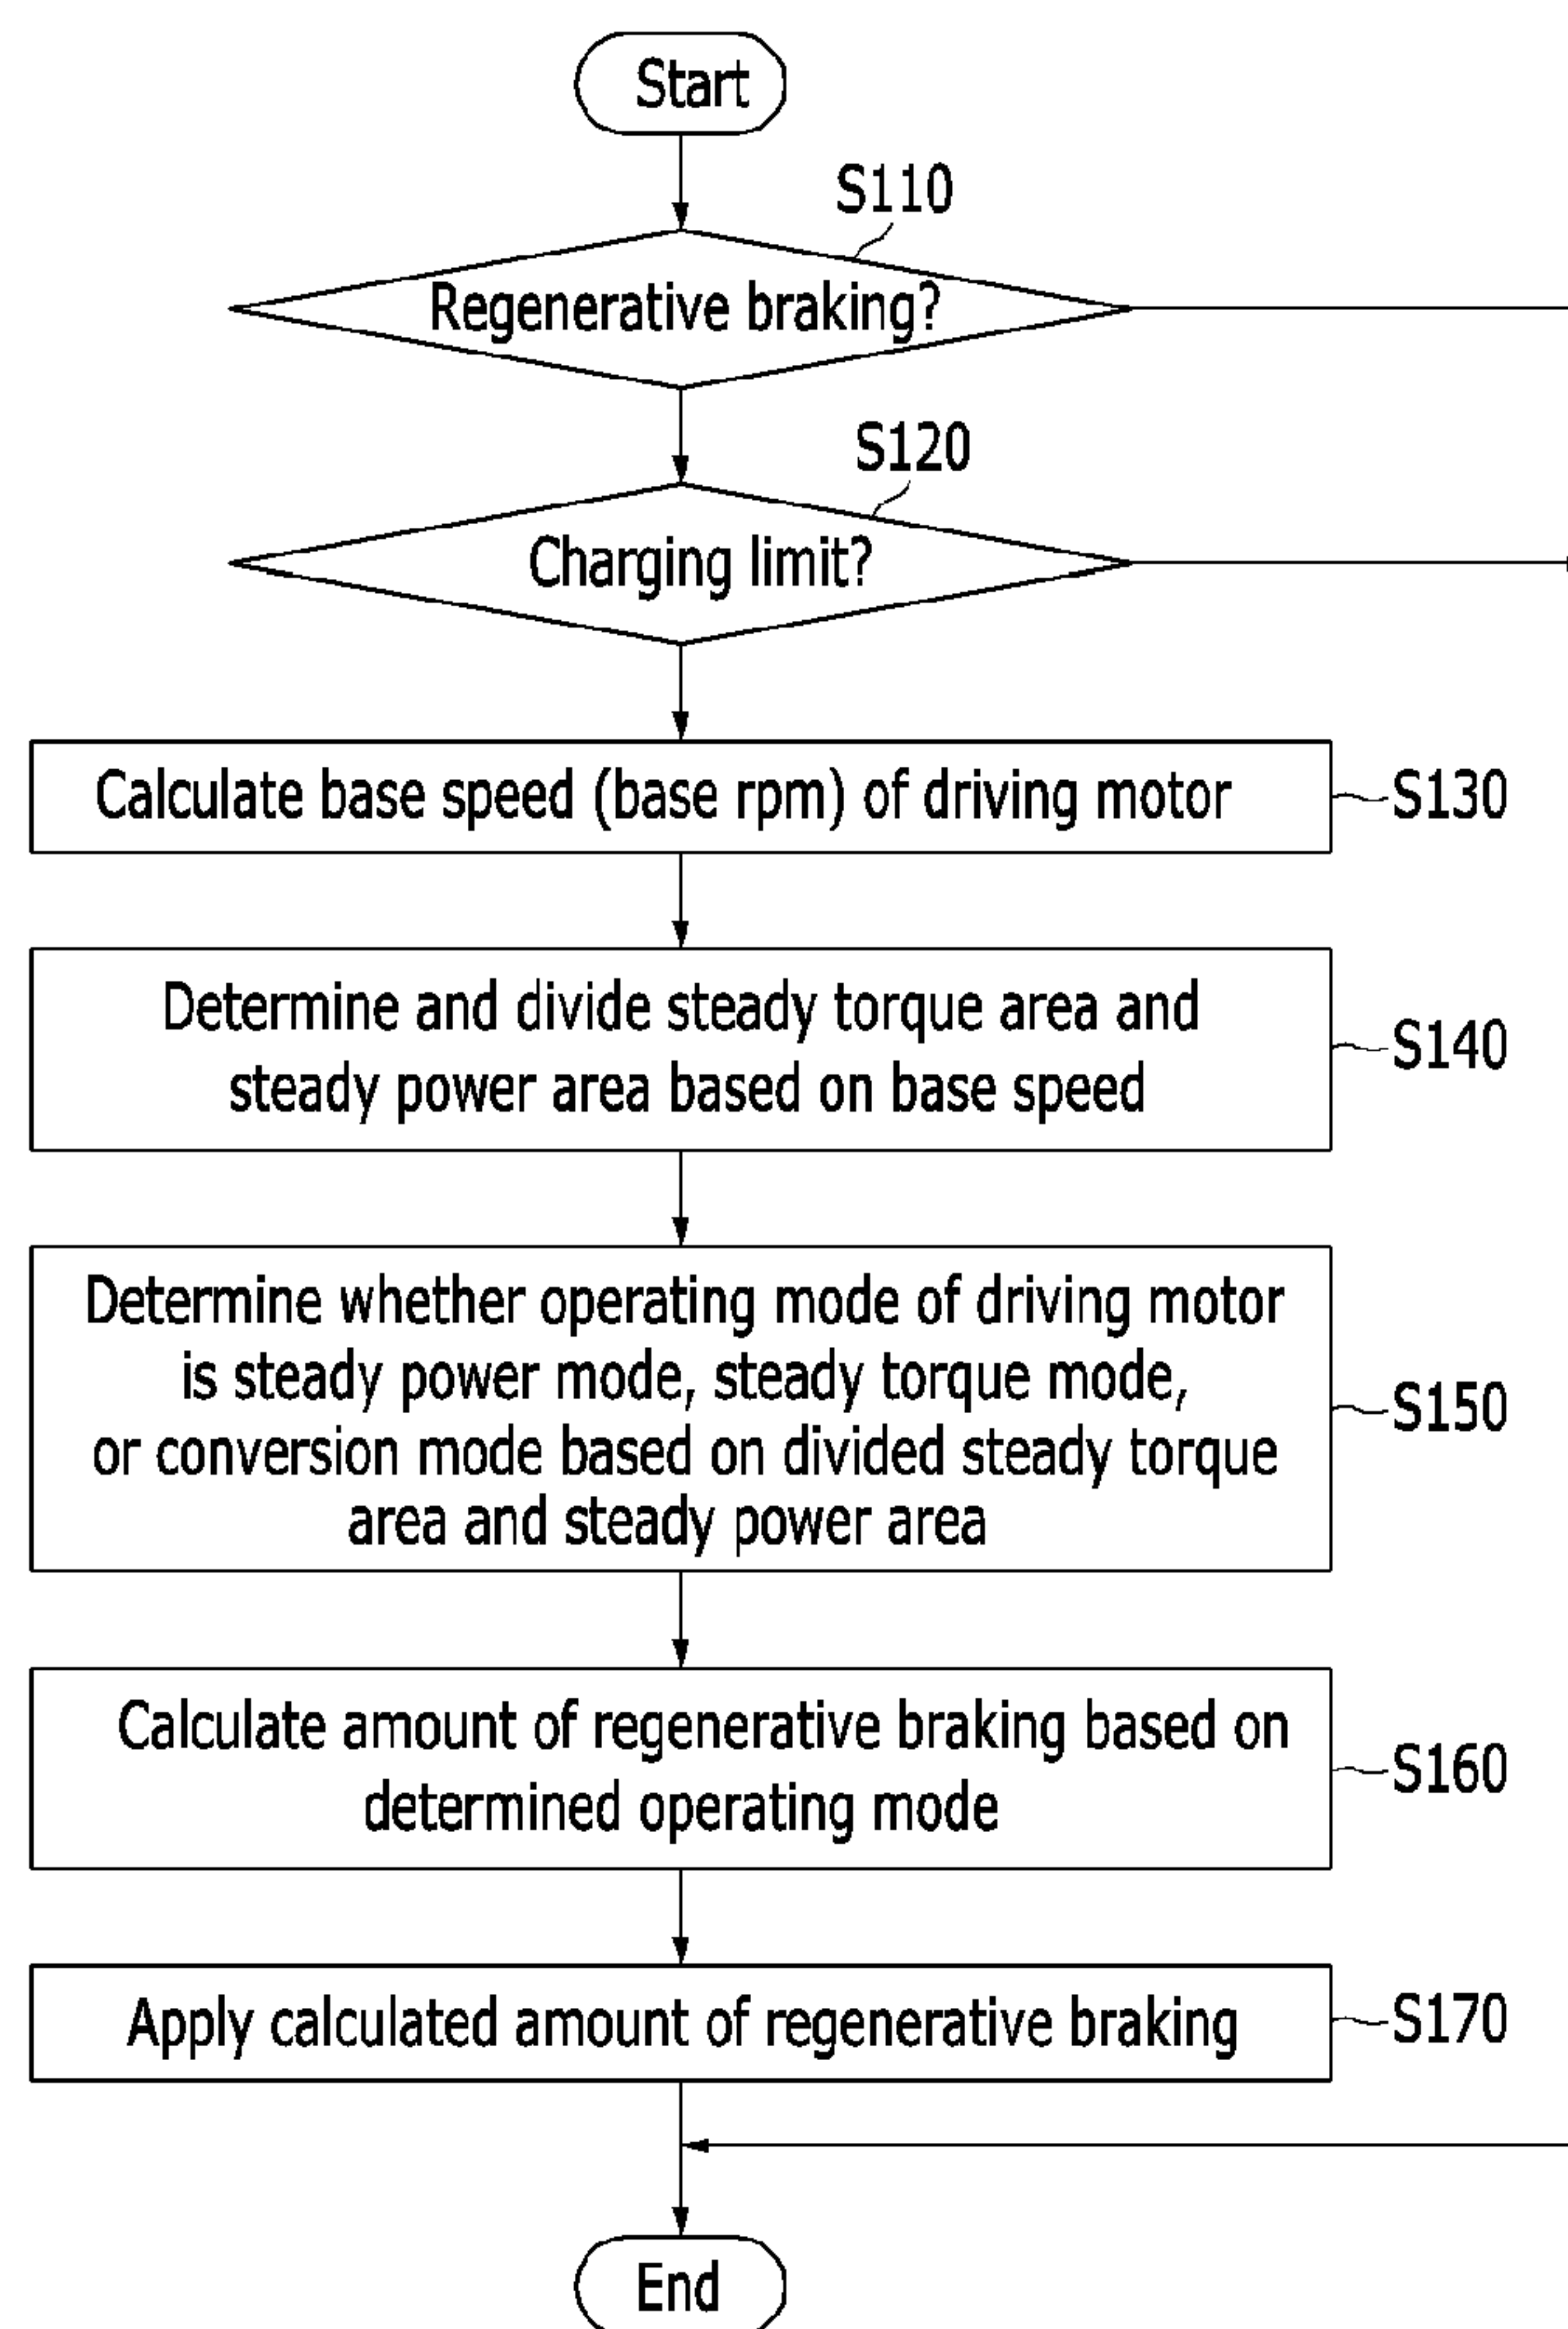 Start
S110
Regenerative braking?
S120
Charging limit?
Calculate base speed (base rpm) of driving motor
S130
Determine and divide steady torque area and
steady power area based on base speed
S140
Determine whether operating mode of driving motor
is steady power mode, steady torque mode,
or conversion mode based on divided steady torque
area and steady power area
S150
Calculate amount of regenerative braking based on
determined operating mode
S160
Apply calculated amount of regenerative braking
S170
End